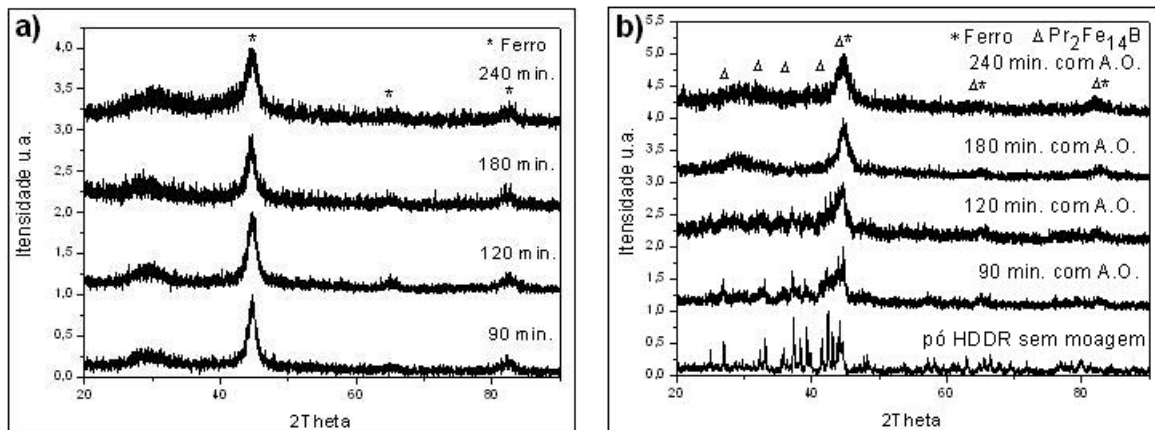 a)
* Ferro
240 min.
180 min.
120 min.
90 min.
4,0
3,5
3,0
2,5
2,0
1,5
1,0
0,5
0,0
20
40
60
80
2Theta
Itensidade u.a.
b)
*Ferro Δ Pr₂Fe₁₄B
240 min. com A.O.
180 min. com A.O.
120 min. com A.O.
90 min. com A.O.
pó HDDR sem moagem
5,5
5,0
4,5
4,0
3,5
3,0
2,5
2,0
1,5
1,0
0,5
0,0
20
40
60
80
2Theta
Itensidade u.a.